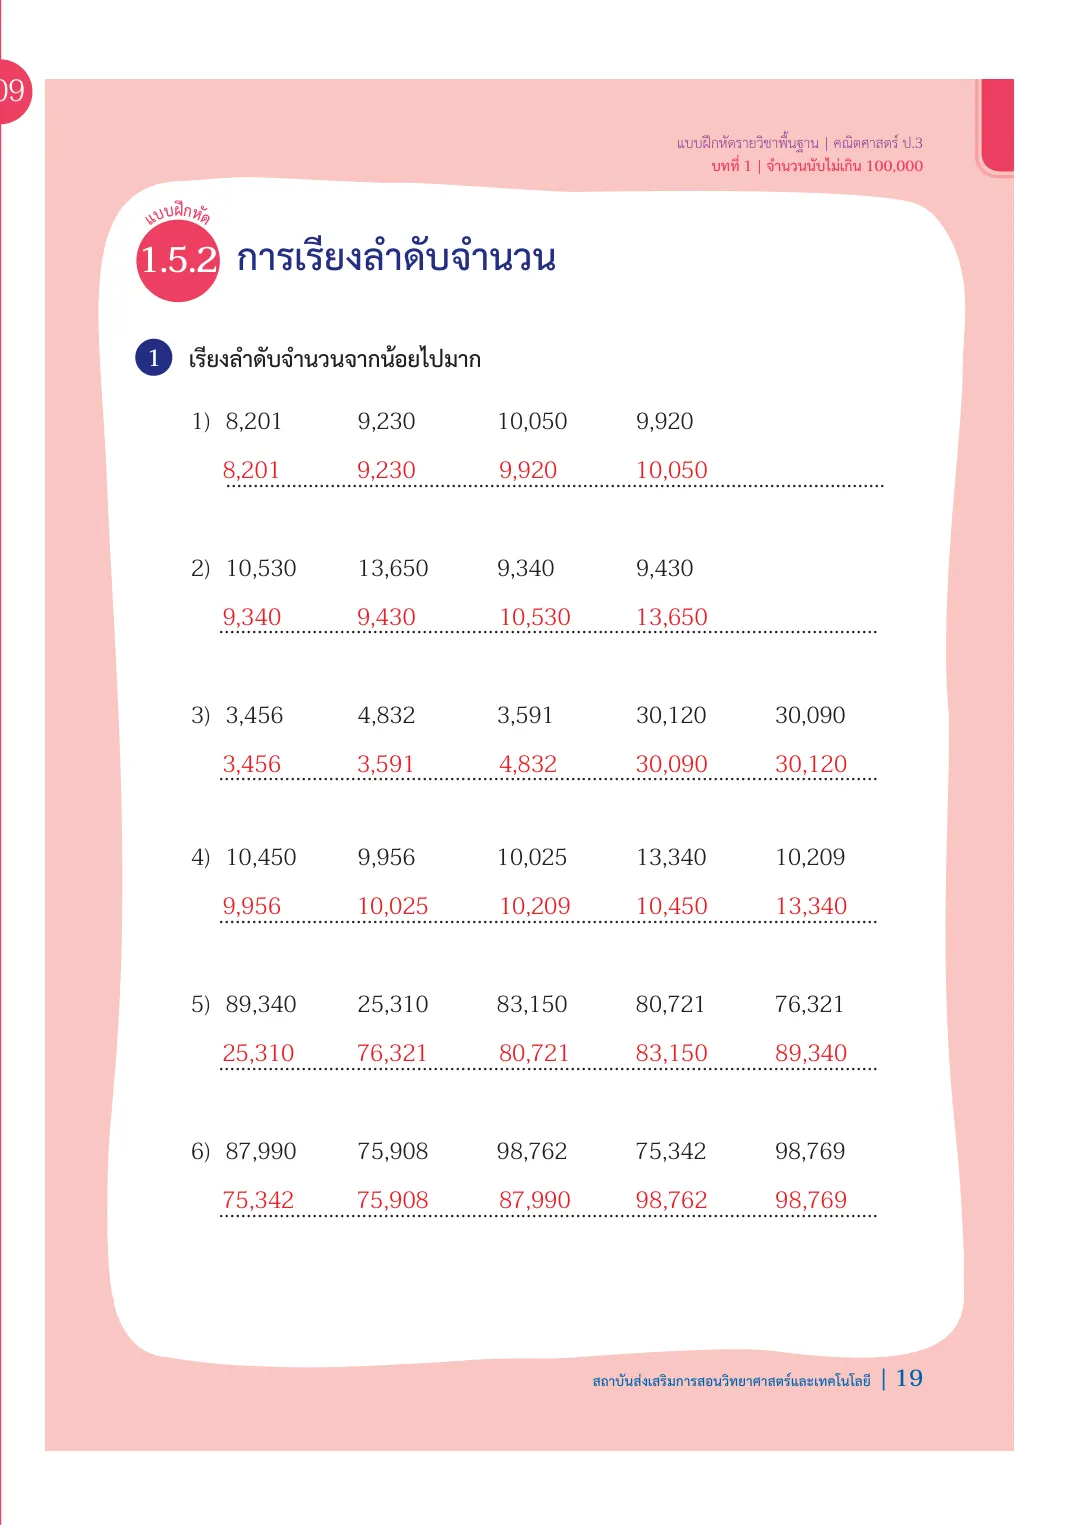 09
แบบฝึกหัดรายวิชาพื้นฐาน | คณิตศาสตร์ ป.3
บทที่ 1 | จำนวนนับไม่เกิน 100,000
แบบฝึกหัด
1.5.2 การเรียงลำดับจำนวน
1 เรียงลำดับจำนวนจากน้อยไปมาก
1) 8,201 9,230 10,050 9,920
8,201 9,230 9,920 10,050
2) 10,530 13,650 9,340 9,430
9,340 9,430 10,530 13,650
3) 3,456 4,832 3,591 30,120 30,090
3,456 3,591 4,832 30,090 30,120
4) 10,450 9,956 10,025 13,340 10,209
9,956 10,025 10,209 10,450 13,340
5) 89,340 25,310 83,150 80,721 76,321
25,310 76,321 80,721 83,150 89,340
6) 87,990 75,908 98,762 75,342 98,769
75,342 75,908 87,990 98,762 98,769
สถาบันส่งเสริมการสอนวิทยาศาสตร์และเทคโนโลยี | 19